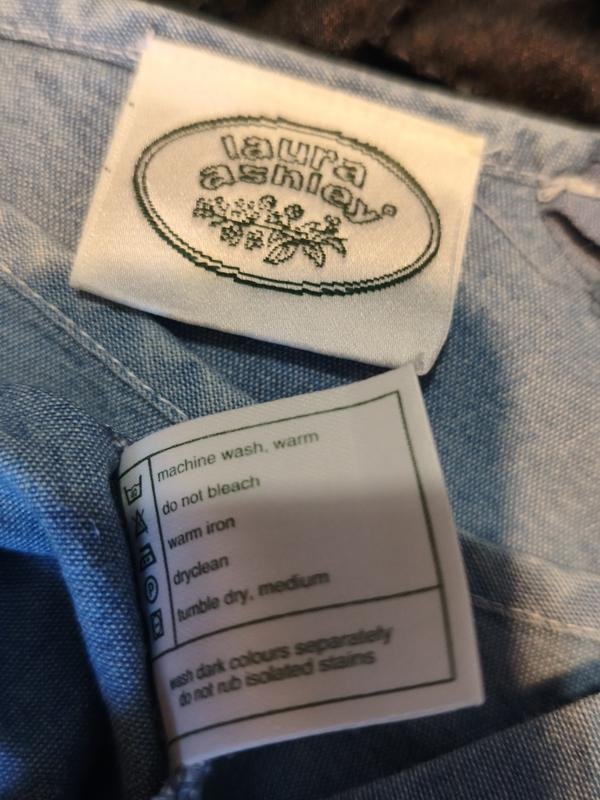 laura
ashley®
machine wash, warm
do not bleach
warm iron
dryclean
tumble dry, medium
wash dark colours separately
do not rub isolated stains